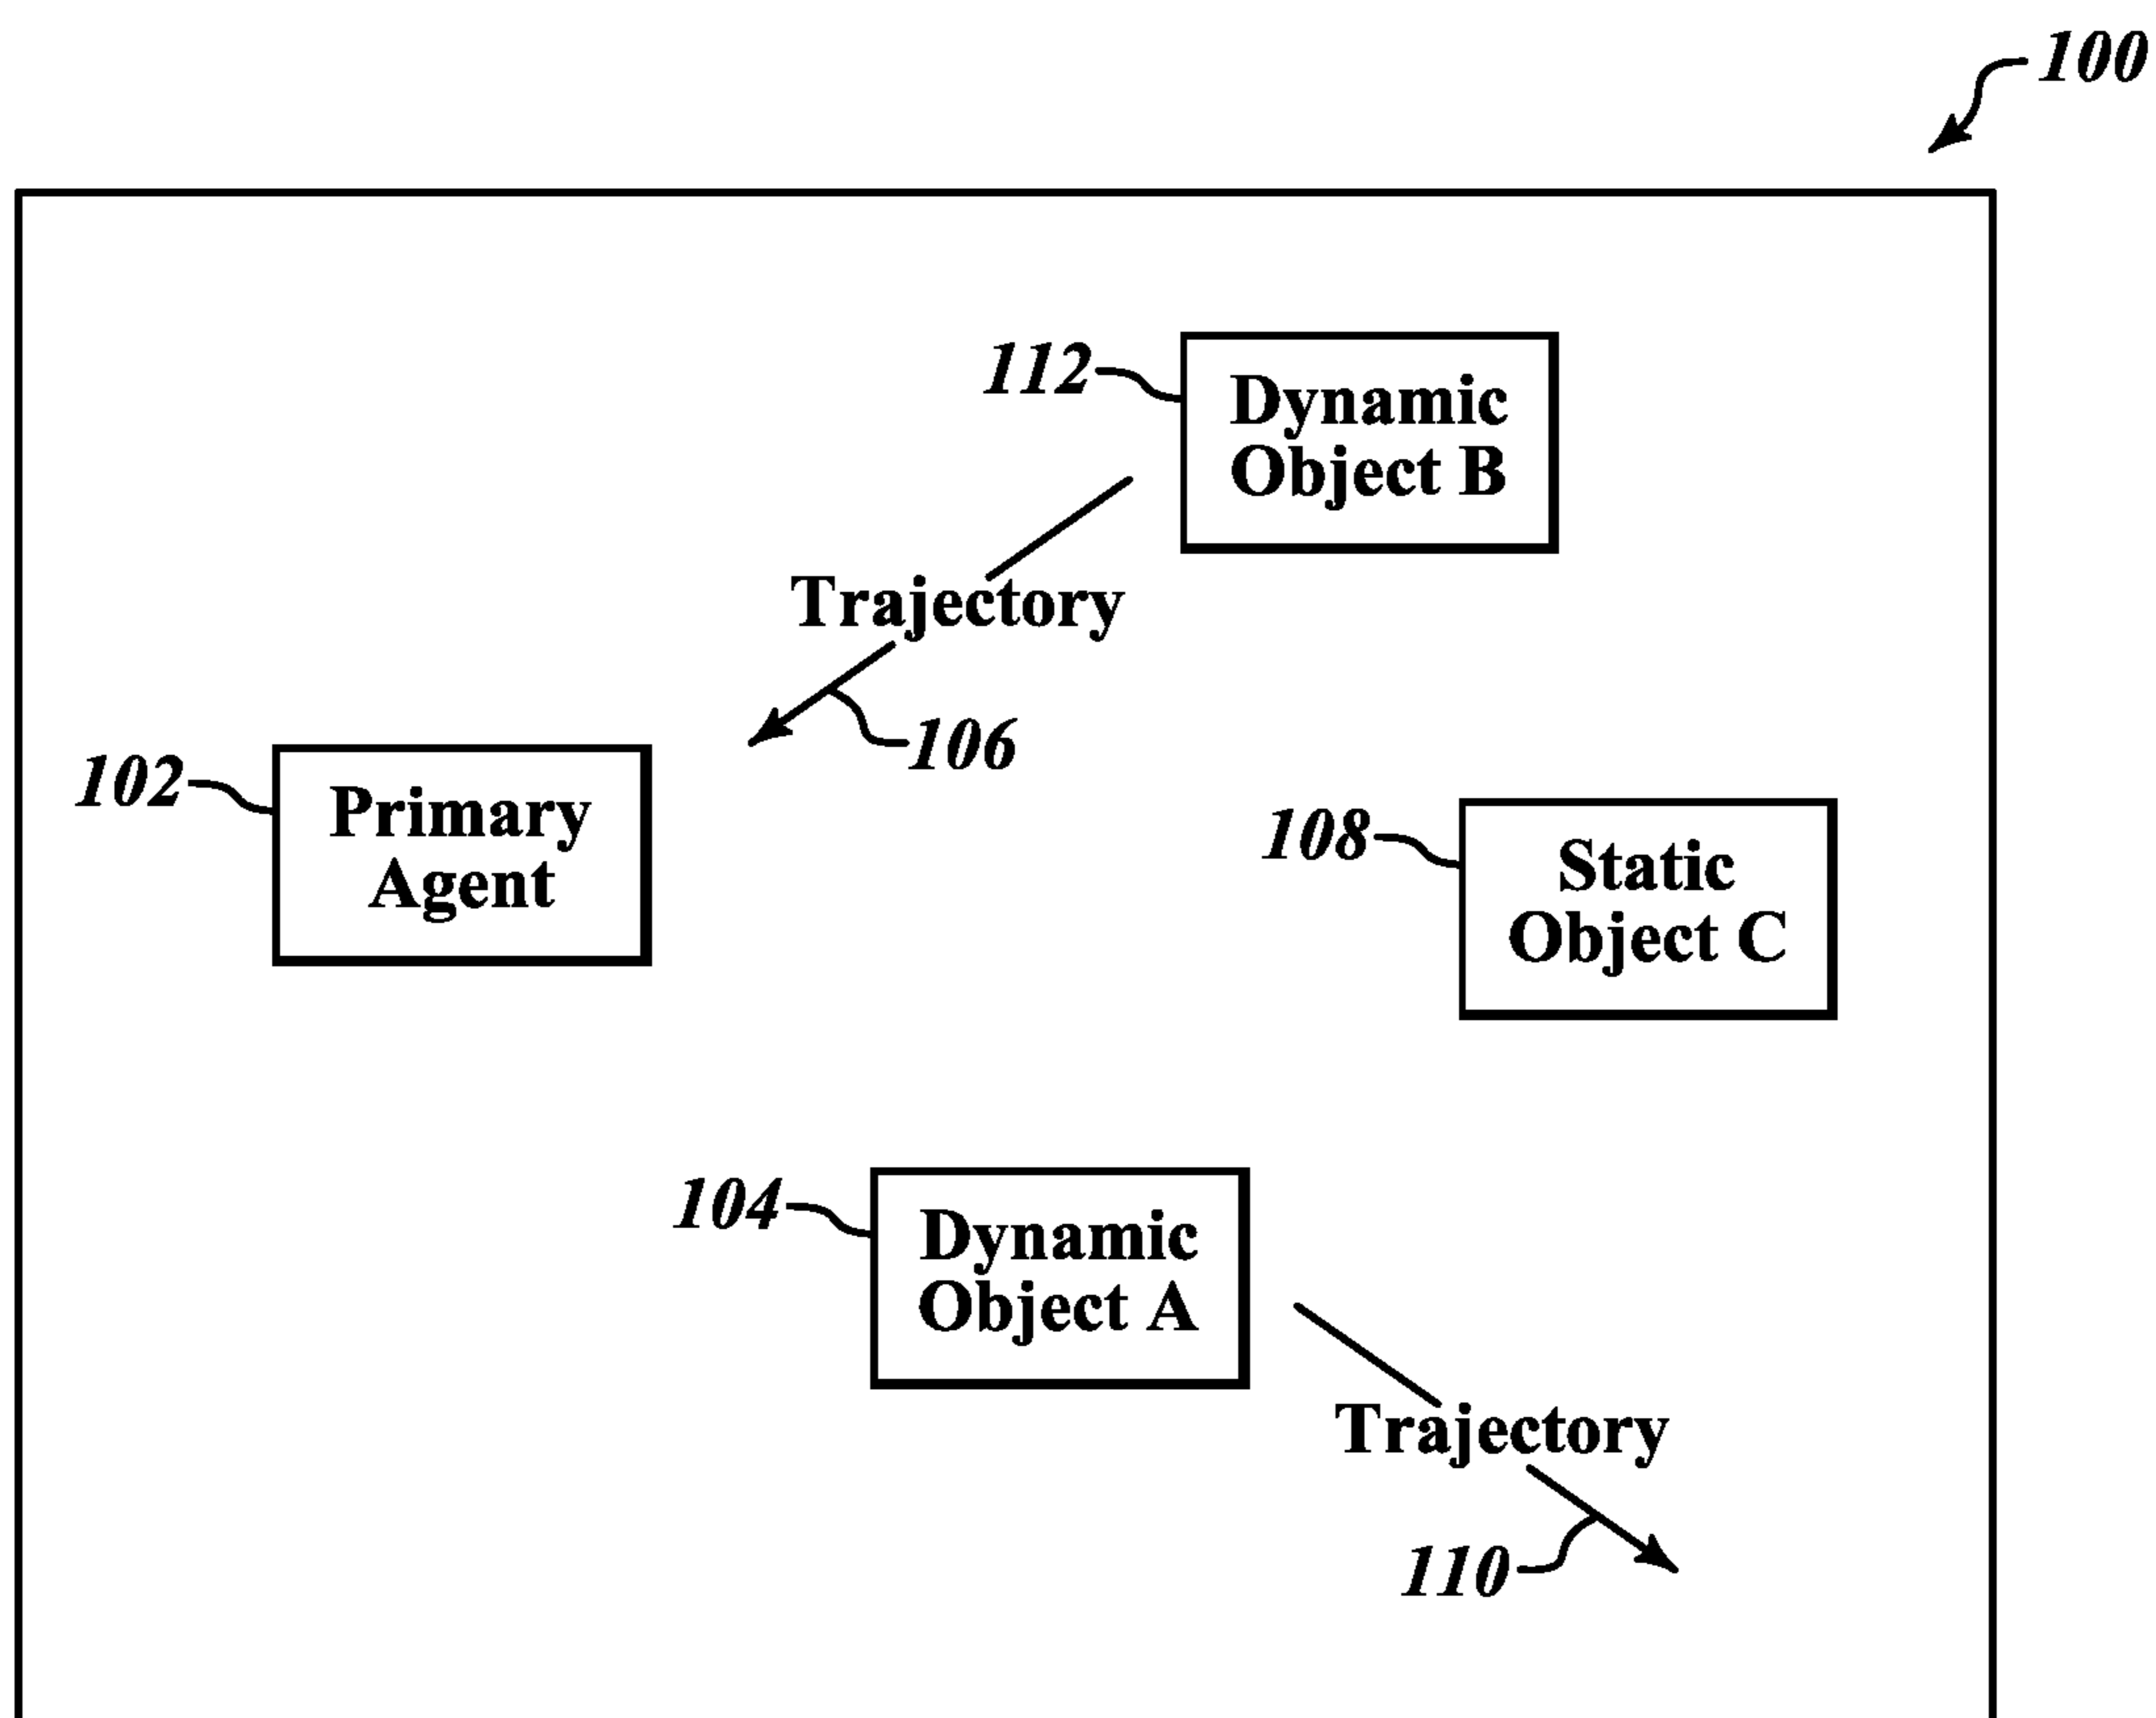 100
112
Dynamic
Object B
Trajectory
106
102
Primary
Agent
108
Static
Object C
104
Dynamic
Object A
Trajectory
110